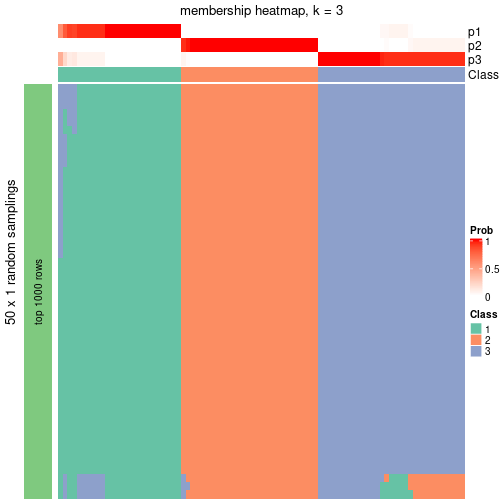 membership heatmap, k = 3
p1
p2
p3
Class
50 x 1 random samplings
top 1000 rows
Prob
1
0.5
0
Class
1
2
3